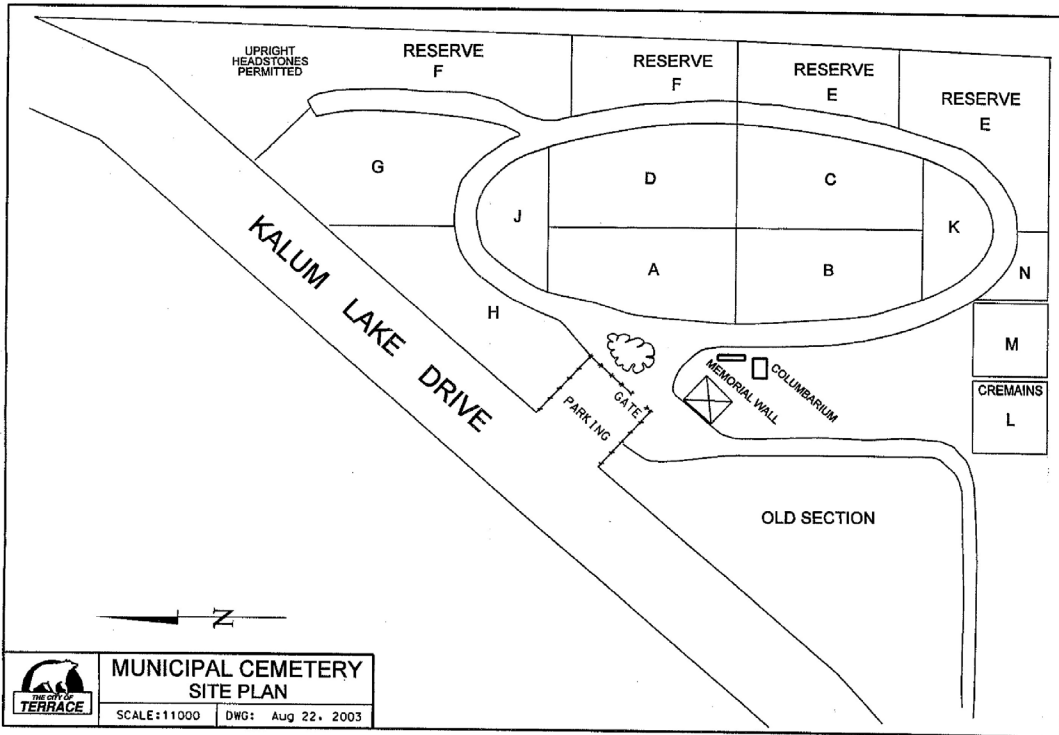 UPRIGHT
HEADSTONES
PERMITTED
RESERVE
F
RESERVE
F
RESERVE
E
RESERVE
E
G
D
C
J
K
A
B
N
H
M
KALUM LAKE DRIVE
PARKING
GATE
MEMORIAL WALL
COLUMBARIUM
CREMAINS
L
OLD SECTION
N
THE CITY OF
TERRACE
MUNICIPAL CEMETERY
SITE PLAN
SCALE:11000
DWG: Aug 22, 2003